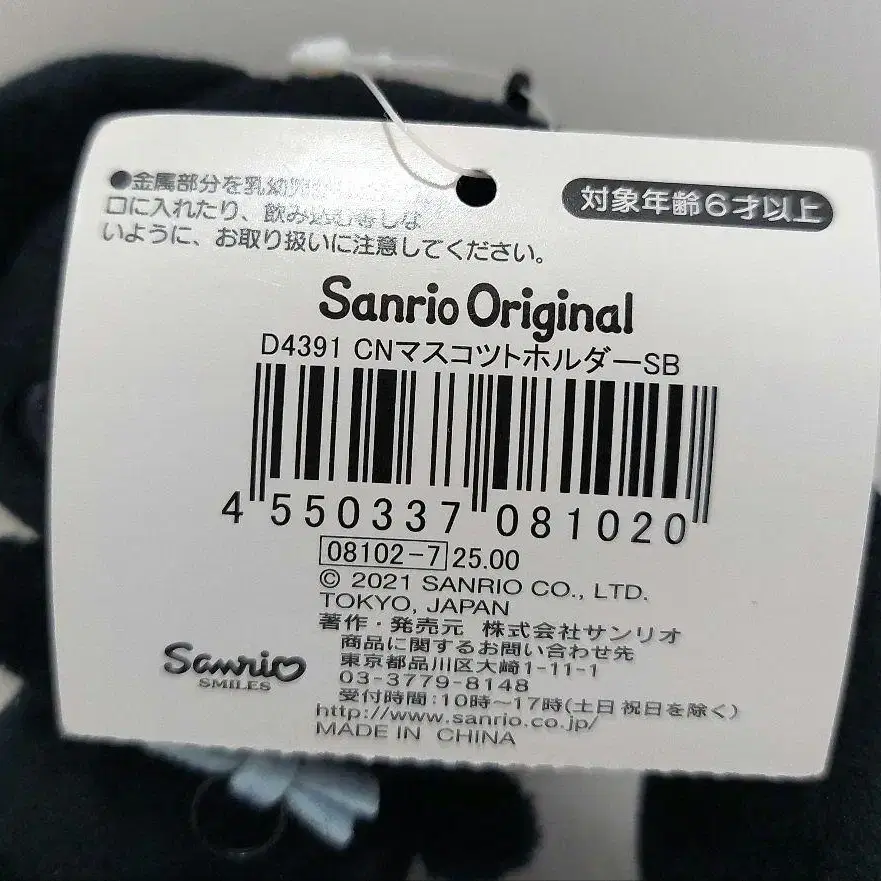 ●金属部分を乳幼
口に入れたり、飲み込む等しな
いように、お取り扱いに注意してください。
対象年齢6才以上
Sanrio Original
D4391 CNマスコツトホルダーSB
4 550337 081020
08102-7 25.00
© 2021 SANRIO CO., LTD.
TOKYO, JAPAN
著作・発売元 株式会社サンリオ
商品に関するお問い合わせ先
東京都品川区大崎1-11-1
03-3779-8148
受付時間:10時~17時(土日祝日を除く)
http://www.sanrio.co.jp/
MADE IN CHINA
Sanrio
SMILES